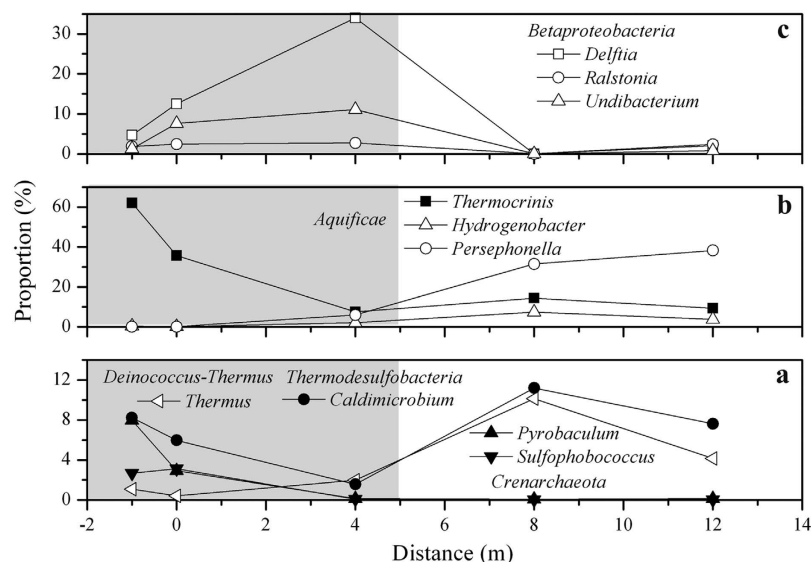 c
Betaproteobacteria
Delftia
Ralstonia
Undibacterium
30
20
10
0
b
Aquificae
Thermocrinis
Hydrogenobacter
Persephonella
60
40
20
0
Proportion (%)
a
Deinococcus-Thermus Thermodesulfobacteria
Thermus Caldimicrobium
Pyrobaculum
Sulfophobococcus
Crenarchaeota
12
8
4
0
-2 0 2 4 6 8 10 12 14
Distance (m)